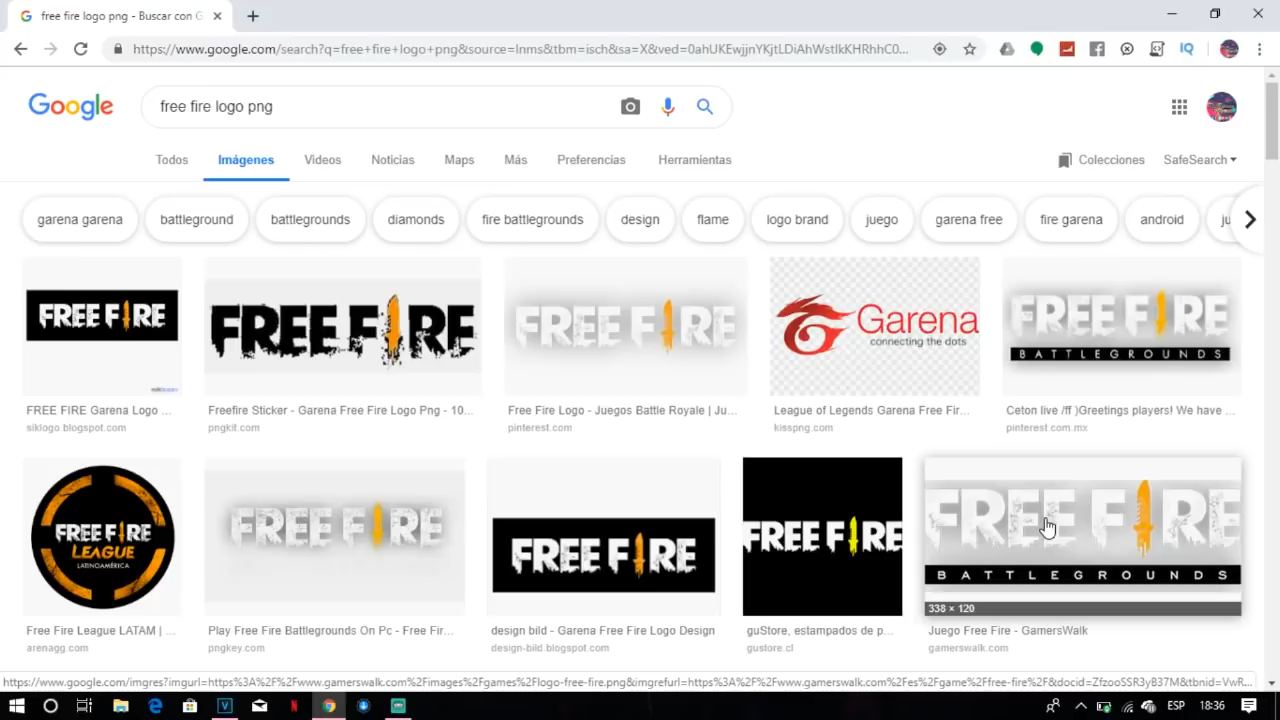 free fire logo png - Buscar con G
https://www.google.com/search?q=free+fire+logo+png&source=lnms&tbm=isch&sa=X&ved=0ahUKEwjjnYKjtLDiAhWstlkKHRhhC0...
Google
free fire logo png
Todos Imágenes Videos Noticias Maps Más Preferencias Herramientas Colecciones SafeSearch
garena garena battleground battlegrounds diamonds fire battlegrounds design flame logo brand juego garena free fire garena android ju
FREE FIRE FREE FIRE FREE FIRE Garena FREE FIRE
connecting the dots
BATTLEGROUNDS
FREE FIRE Garena Logo ... Freefire Sticker - Garena Free Fire Logo Png - 10... Free Fire Logo - Juegos Battle Royale | Ju... League of Legends Garena Free Fir... Ceton live /ff )Greetings players! We have ...
siklogo.blogspot.com pngkit.com pinterest.com kisspng.com pinterest.com.mx
FREE FIRE FREE FIRE FREE FIRE FREE FIRE FREE FIRE
LEAGUE
LATINOAMÉRICA
BATTLEGROUNDS
338 × 120
Free Fire League LATAM | ... Play Free Fire Battlegrounds On Pc - Free Fir... design bild - Garena Free Fire Logo Design guStore, estampados de p... Juego Free Fire - GamersWalk
arenagg.com pngkey.com design-bild.blogspot.com gustore.cl gamerswalk.com
https://www.google.com/imgres?imgurl=https%3A%2F%2Fwww.gamerswalk.com%2Fimages%2Fgames%2Flogo-free-fire.png&imgrefurl=https%3A%2F%2Fwww.gamerswalk.com%2Fes%2Fgame%2Ffree-fire%2F&docid=ZfzooSSR3yB37M&tbnid=VwR...
ESP 18:36